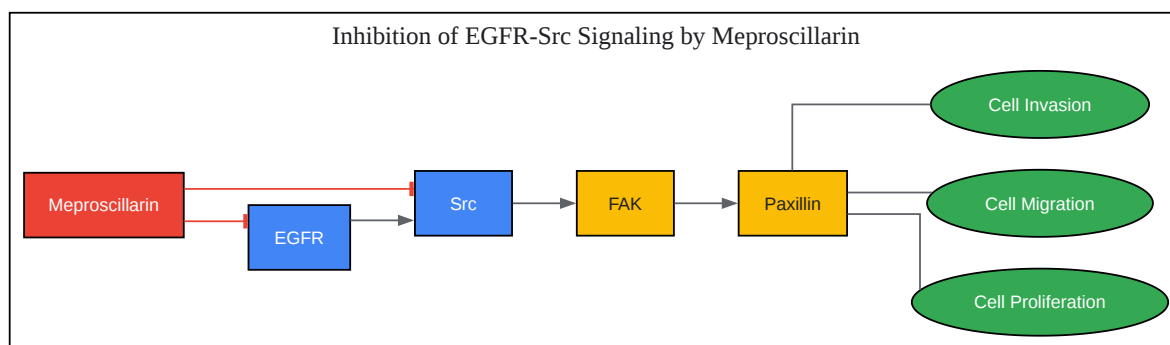 Inhibition of EGFR-Src Signaling by Meproscillarin
Cell Invasion
Meproscillarin
Src
FAK
Paxillin
Cell Migration
EGFR
Cell Proliferation